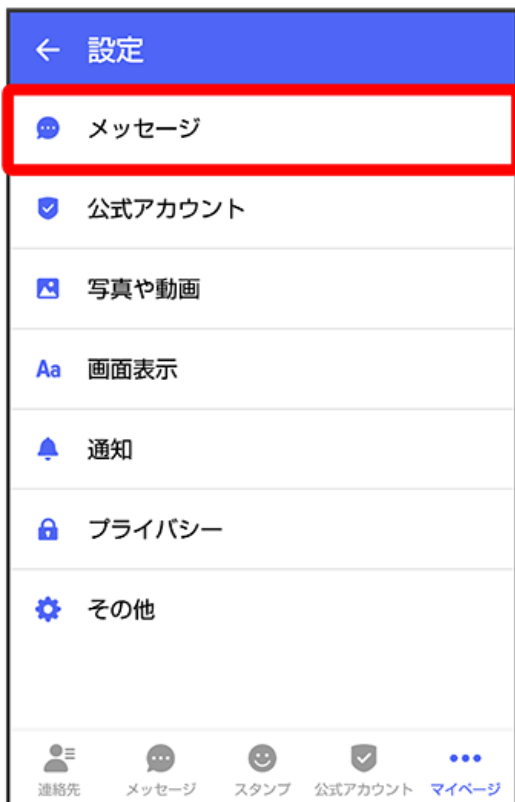 設定
メッセージ
公式アカウント
写真や動画
Aa 画面表示
通知
プライバシー
その他
連絡先 メッセージ スタンプ 公式アカウント マイページ